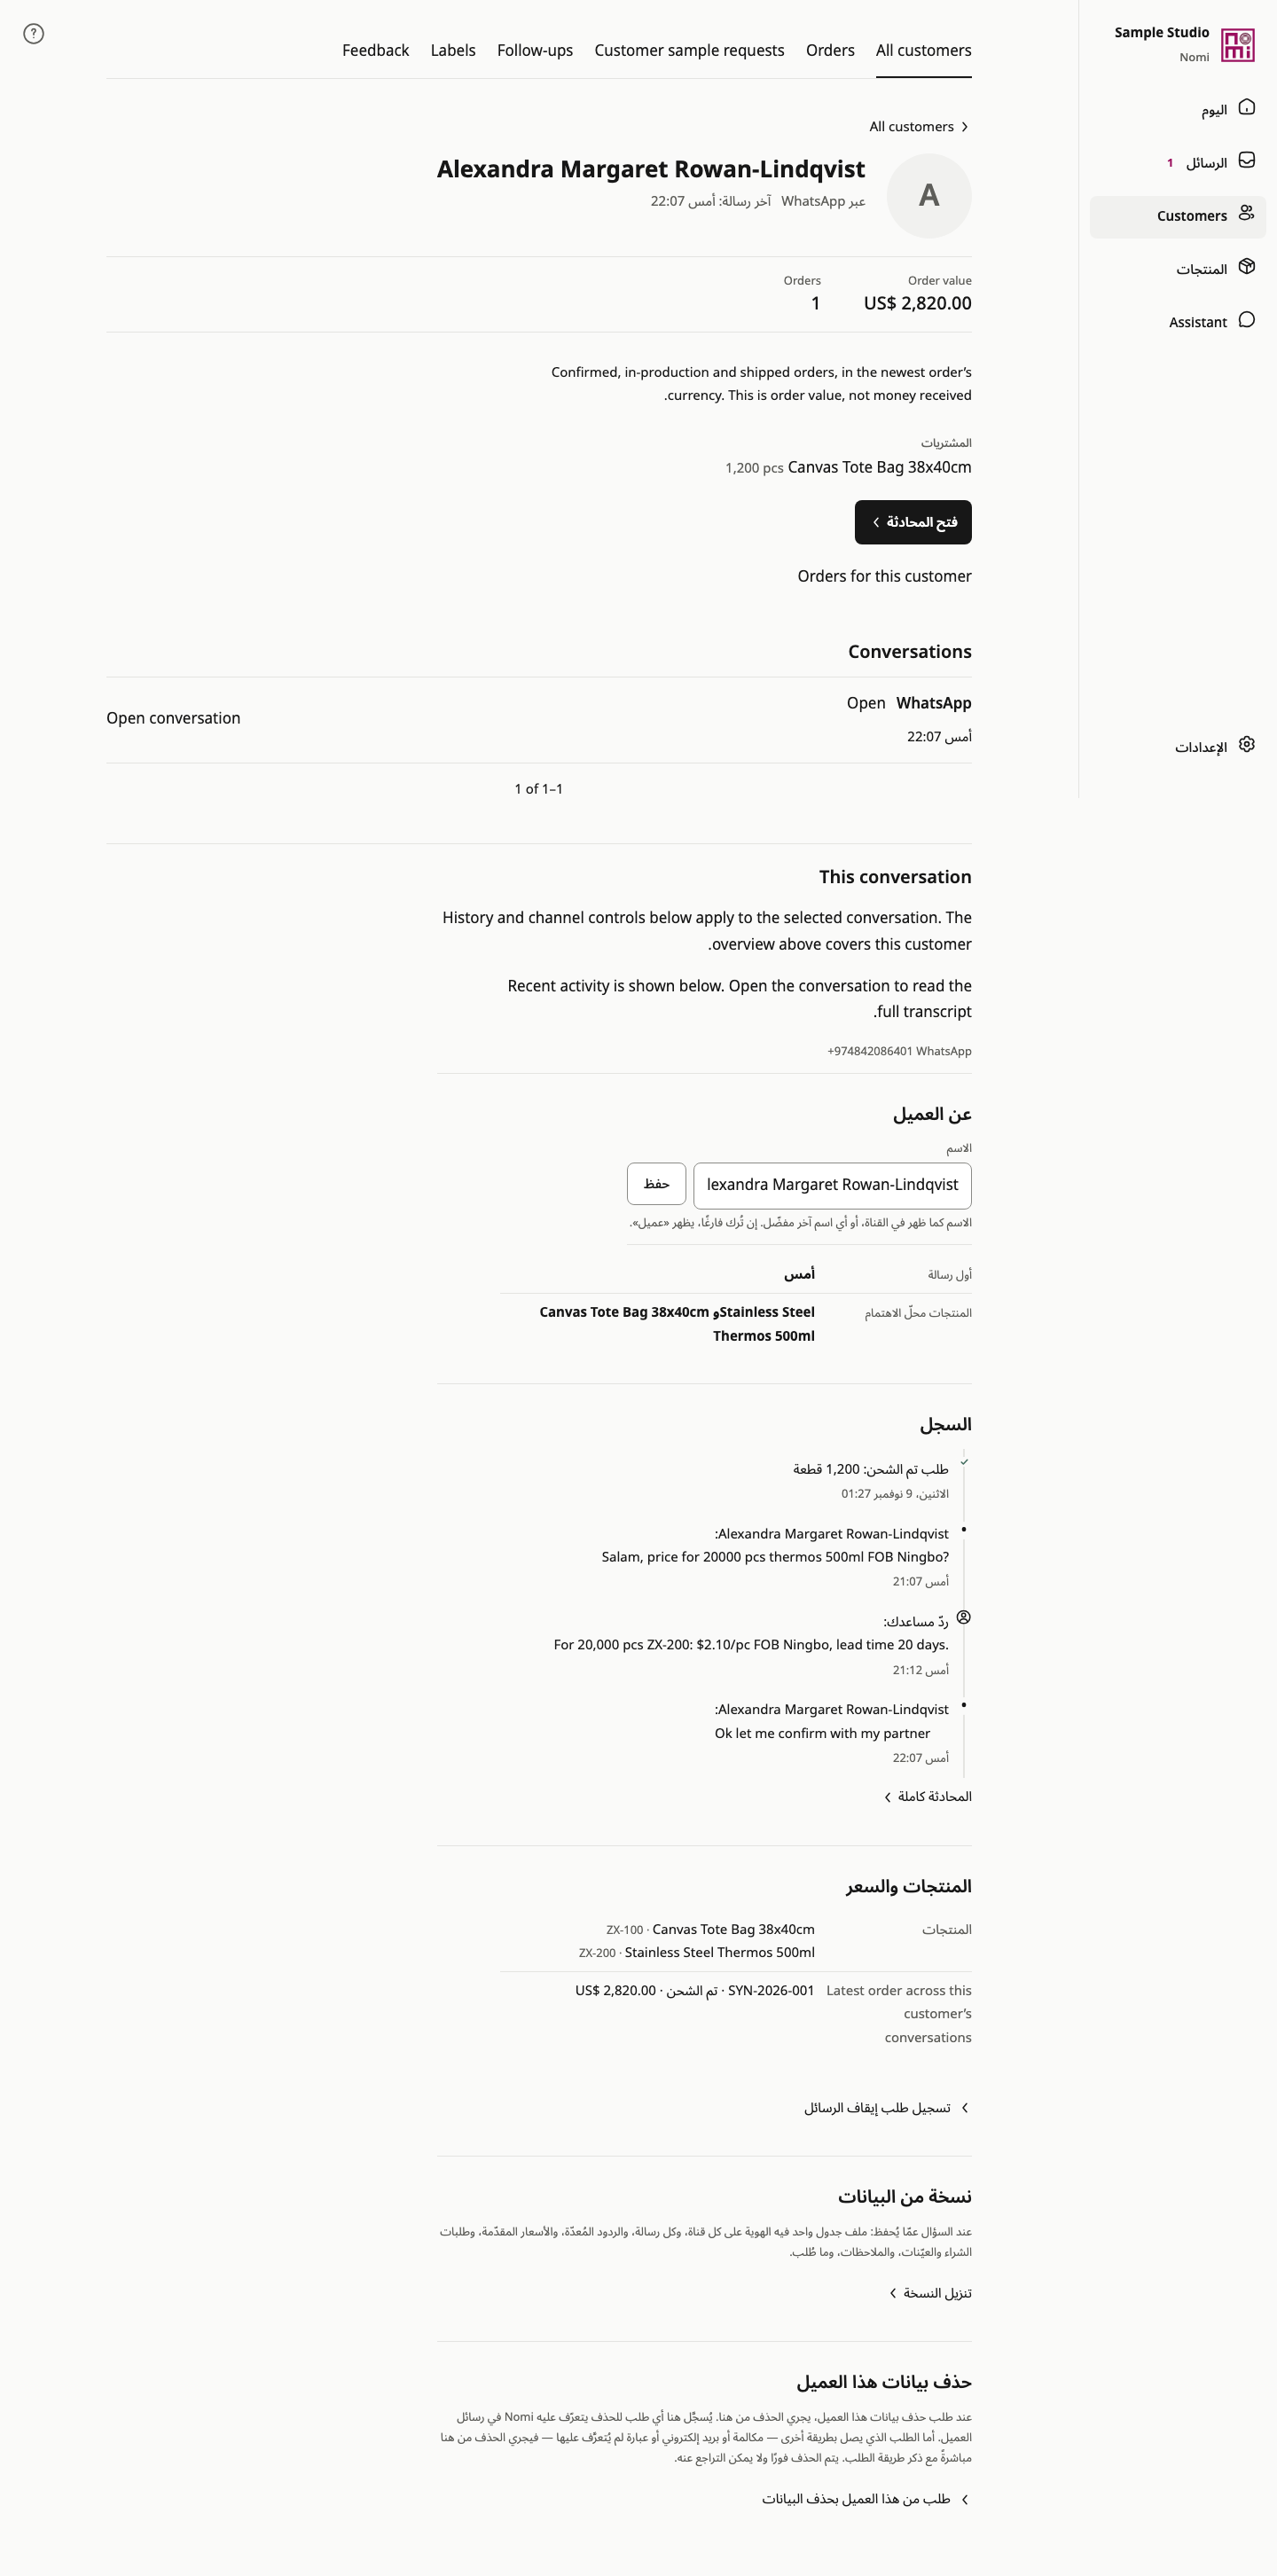 Sample Studio
Nomi
اليوم
الرسائل 1
Customers
المنتجات
Assistant
الإعدادات
All customers
Orders
Customer sample requests
Follow-ups
Labels
Feedback
All customers
A
Alexandra Margaret Rowan-Lindqvist
عبر WhatsApp آخر رسالة: أمس 22:07
Order value
US$ 2,820.00
Orders
1
Confirmed, in-production and shipped orders, in the newest order’s
currency. This is order value, not money received.
المشتريات
Canvas Tote Bag 38x40cm 1,200 pcs
فتح المحادثة
Orders for this customer
Conversations
WhatsApp Open
أمس 22:07
Open conversation
1–1 of 1
This conversation
History and channel controls below apply to the selected conversation. The
overview above covers this customer.
Recent activity is shown below. Open the conversation to read the
full transcript.
WhatsApp +974842086401
عن العميل
الاسم
lexandra Margaret Rowan-Lindqvist
حفظ
الاسم كما ظهر في القناة، أو أي اسم آخر مفضّل. إن تُرك فارغًا، يظهر «عميل».
أول رسالة
أمس
المنتجات محلّ الاهتمام
Canvas Tote Bag 38x40cm وStainless Steel
Thermos 500ml
السجل
طلب تم الشحن: 1,200 قطعة
الاثنين، 9 نوفمبر 01:27
Alexandra Margaret Rowan-Lindqvist:
Salam, price for 20000 pcs thermos 500ml FOB Ningbo?
أمس 21:07
ردّ مساعدك:
For 20,000 pcs ZX-200: $2.10/pc FOB Ningbo, lead time 20 days.
أمس 21:12
Alexandra Margaret Rowan-Lindqvist:
Ok let me confirm with my partner
أمس 22:07
المحادثة كاملة
المنتجات والسعر
المنتجات
Canvas Tote Bag 38x40cm · ZX-100
Stainless Steel Thermos 500ml · ZX-200
Latest order across this
customer’s
conversations
SYN-2026-001 · تم الشحن · US$ 2,820.00
تسجيل طلب إيقاف الرسائل
نسخة من البيانات
عند السؤال عمّا يُحفظ: ملف جدول واحد فيه الهوية على كل قناة، وكل رسالة، والردود المُعدّة، والأسعار المقدّمة، وطلبات
الشراء والعيّنات، والملاحظات، وما طُلب.
تنزيل النسخة
حذف بيانات هذا العميل
عند طلب حذف بيانات هذا العميل، يجري الحذف من هنا. يُسجَّل هنا أي طلب للحذف يتعرّف عليه Nomi في رسائل
العميل. أما الطلب الذي يصل بطريقة أخرى — مكالمة أو بريد إلكتروني أو عبارة لم يُتعرَّف عليها — فيجري الحذف من هنا
مباشرةً مع ذكر طريقة الطلب. يتم الحذف فورًا ولا يمكن التراجع عنه.
طلب من هذا العميل بحذف البيانات